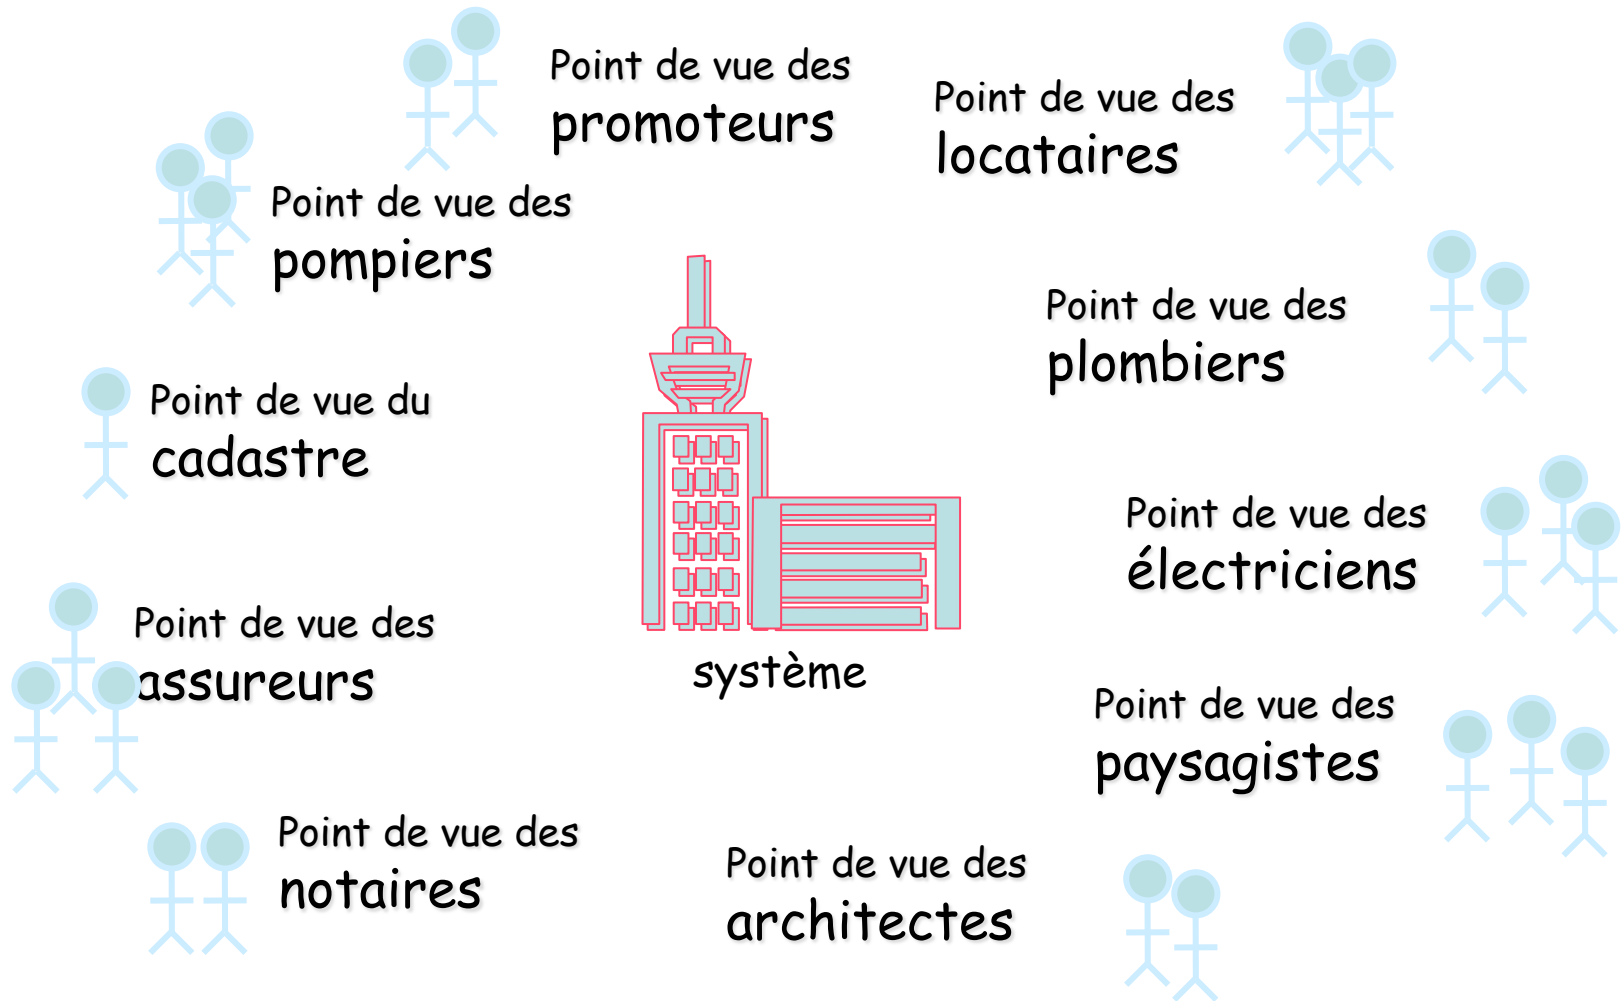 Point de vue des
promoteurs
Point de vue des
locataires
Point de vue des
pompiers
Point de vue des
plombiers
Point de vue du
cadastre
Point de vue des
électriciens
Point de vue des
assureurs
système
Point de vue des
paysagistes
Point de vue des
notaires
Point de vue des
architectes